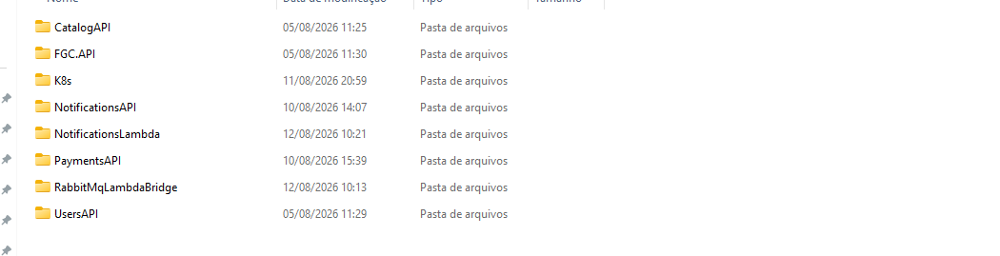 Nome Data de modificação Tipo Tamanho
CatalogAPI 05/08/2026 11:25 Pasta de arquivos
FGC.API 05/08/2026 11:30 Pasta de arquivos
K8s 11/08/2026 20:59 Pasta de arquivos
NotificationsAPI 10/08/2026 14:07 Pasta de arquivos
NotificationsLambda 12/08/2026 10:21 Pasta de arquivos
PaymentsAPI 10/08/2026 15:39 Pasta de arquivos
RabbitMqLambdaBridge 12/08/2026 10:13 Pasta de arquivos
UsersAPI 05/08/2026 11:29 Pasta de arquivos